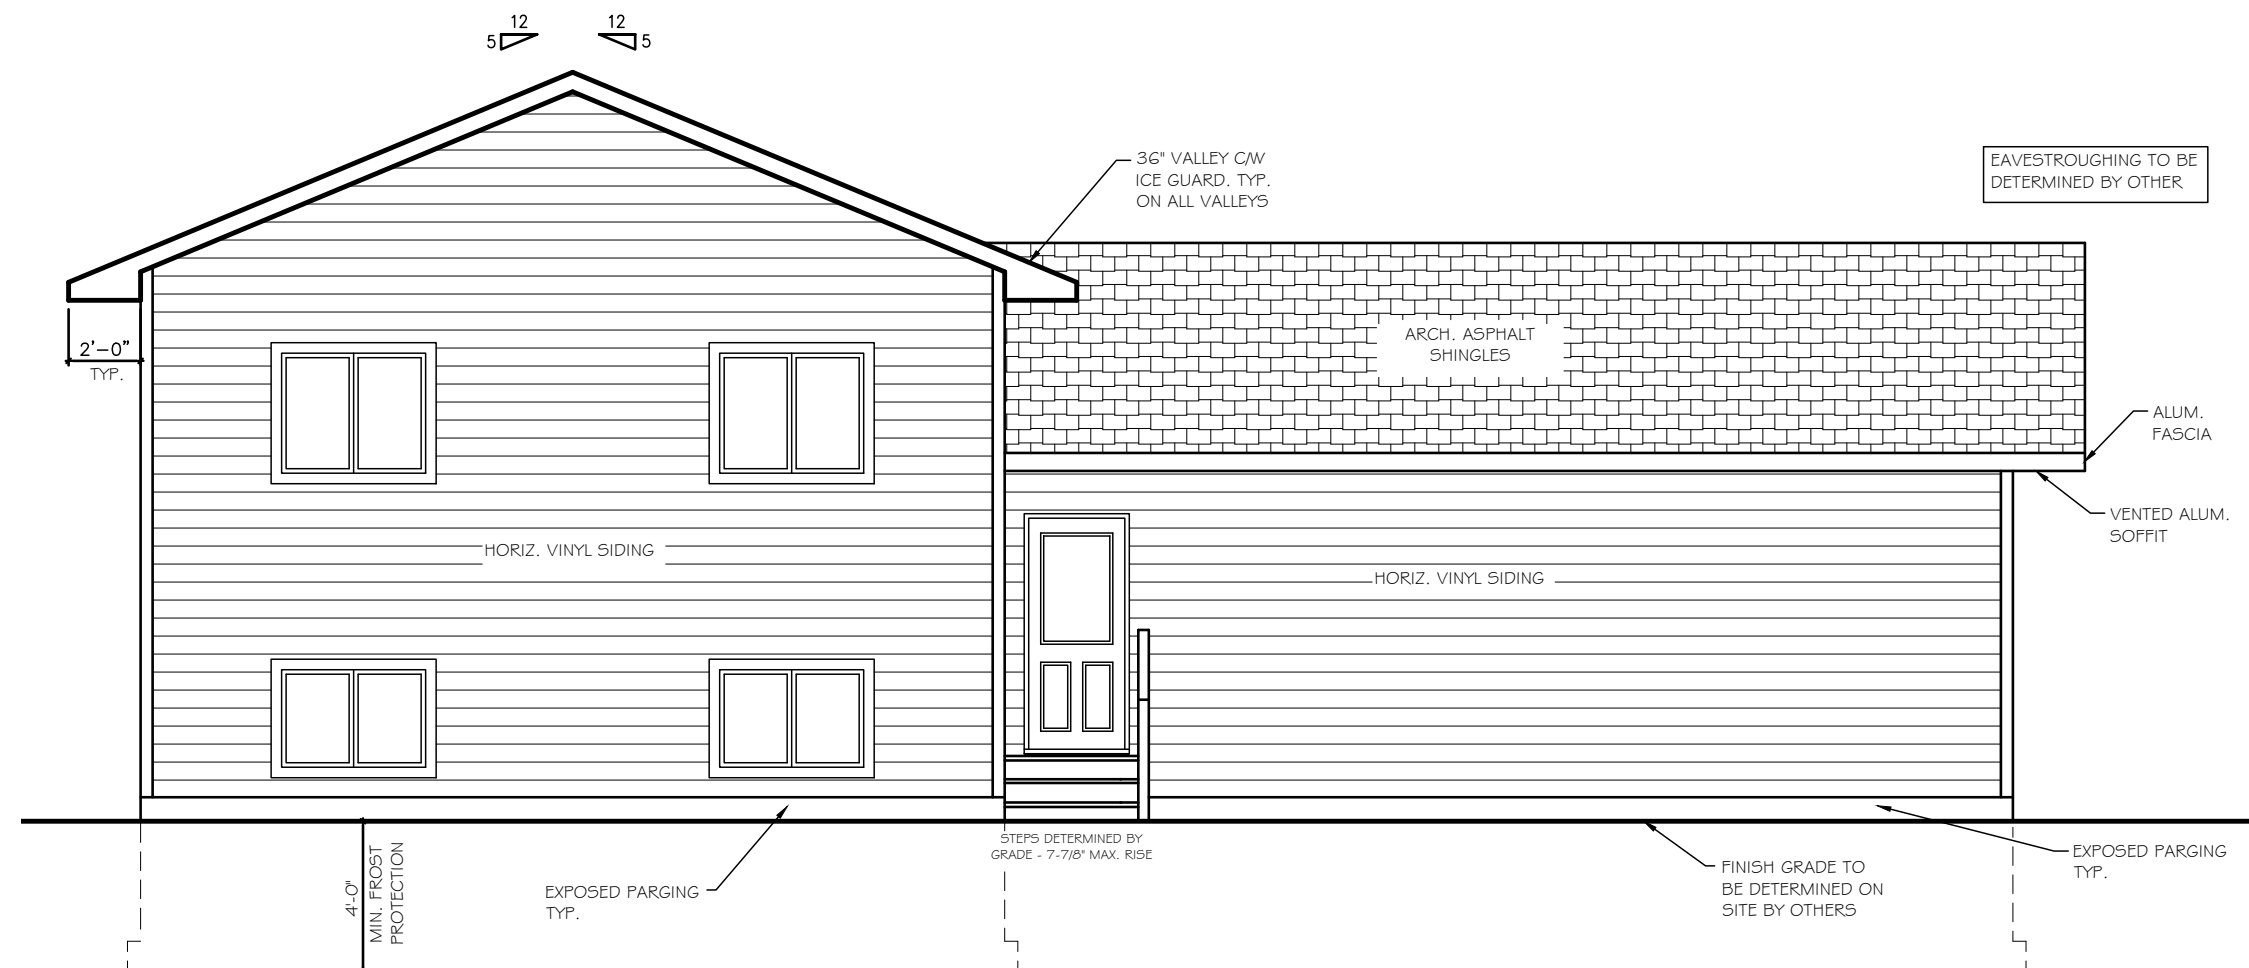 12
12
5
5
36" VALLEY C/W
ICE GUARD. TYP.
ON ALL VALLEYS
EAVESTROUGHING TO BE
DETERMINED BY OTHER
2'-0"
TYP.
ARCH. ASPHALT
SHINGLES
ALUM.
FASCIA
VENTED ALUM.
SOFFIT
HORIZ. VINYL SIDING
HORIZ. VINYL SIDING
STEPS DETERMINED BY
GRADE - 7-7/8" MAX. RISE
4'-0"
MIN. FROST
PROTECTION
EXPOSED PARGING
TYP.
FINISH GRADE TO
BE DETERMINED ON
SITE BY OTHERS
EXPOSED PARGING
TYP.